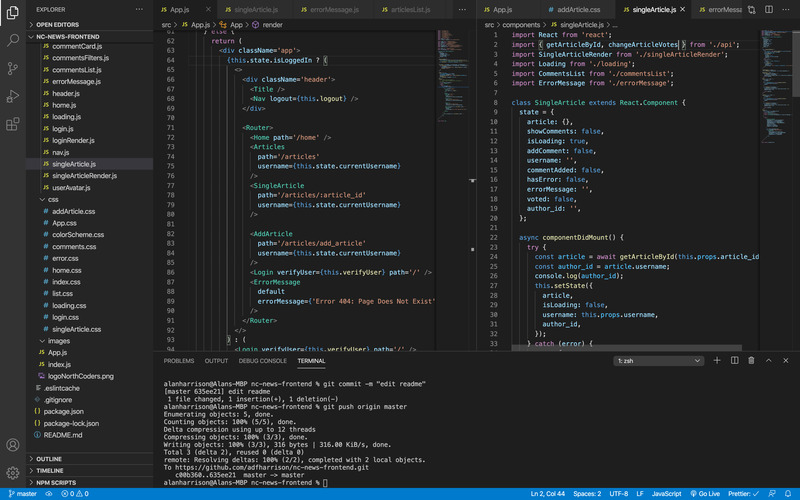 EXPLORER
OPEN EDITORS
NC-NEWS-FRONTEND
commentCard.js
commentsFilters.js
commentsList.js
errorMessage.js
header.js
home.js
loading.js
login.js
loginRender.js
nav.js
singleArticle.js
singleArticleRender.js
userAvatar.js
css
addArticle.css
App.css
colorScheme.css
comments.css
error.css
home.css
index.css
list.css
loading.css
login.css
singleArticle.css
images
App.js
index.js
logoNorthCoders.png
.eslintcache
.gitignore
package.json
package-lock.json
README.md
OUTLINE
TIMELINE
NPM SCRIPTS
App.js
singleArticle.js
errorMessage.js
articlesList.js
src > App.js > App > render
61 } else {
62 return (
63 <div className='app'>
64 {this.state.isLoggedIn ? (
65 <>
66 <div className='header'>
67 <Title />
68 <Nav logout={this.logout} />
69 </div>
70
71 <Router>
72 <Home path='/home' />
73 <Articles
74 path='/articles'
75 username={this.state.currentUsername}
76 />
77 <SingleArticle
78 path='/articles/:article_id'
79 username={this.state.currentUsername}
80 />
81
82 <AddArticle
83 path='/articles/add_article'
84 username={this.state.currentUsername}
85 />
86 <Login verifyUser={this.verifyUser} path='/' />
87 <ErrorMessage
88 default
89 errorMessage={'Error 404: Page Does Not Exist'
90 />
91 </Router>
92 </>
93 ) : (
94 <Login verifyUser={this.verifyUser} path='/' />
App.js
addArticle.css
singleArticle.js
errorM
src > components > singleArticle.js > ...
1 import React from 'react';
2 import { getArticleById, changeArticleVotes } from './api';
3 import SingleArticleRender from './singleArticleRender';
4 import Loading from './loading';
5 import CommentsList from './commentsList';
6 import ErrorMessage from './errorMessage';
7
8 class SingleArticle extends React.Component {
9 state = {
10 article: {},
11 showComments: false,
12 isLoading: true,
13 addComment: false,
14 username: '',
15 commentAdded: false,
16 hasError: false,
17 errorMessage: '',
18 voted: false,
19 author_id: '',
20 };
21
22 async componentDidMount() {
23 try {
24 const article = await getArticleById(this.props.article_id
25 const author_id = article.username;
26 console.log(author_id);
27 this.setState({
28 article,
29 isLoading: false,
30 username: this.props.username,
31 author_id,
32 });
33 } catch (error) {
PROBLEMS
OUTPUT
DEBUG CONSOLE
TERMINAL
1: zsh
alanharrison@Alans-MBP nc-news-frontend % git commit -m "edit readme"
[master 635ee21] edit readme
1 file changed, 1 insertion(+), 1 deletion(-)
alanharrison@Alans-MBP nc-news-frontend % git push origin master
Enumerating objects: 5, done.
Counting objects: 100% (5/5), done.
Delta compression using up to 12 threads
Compressing objects: 100% (3/3), done.
Writing objects: 100% (3/3), 316 bytes | 316.00 KiB/s, done.
Total 3 (delta 2), reused 0 (delta 0)
remote: Resolving deltas: 100% (2/2), completed with 2 local objects.
To https://github.com/adfharrison/nc-news-frontend.git
c00b360..635ee21 master -> master
alanharrison@Alans-MBP nc-news-frontend %
master
0
0
Ln 2, Col 44
Spaces: 2
UTF-8
LF
JavaScript
Go Live
Prettier: ✓